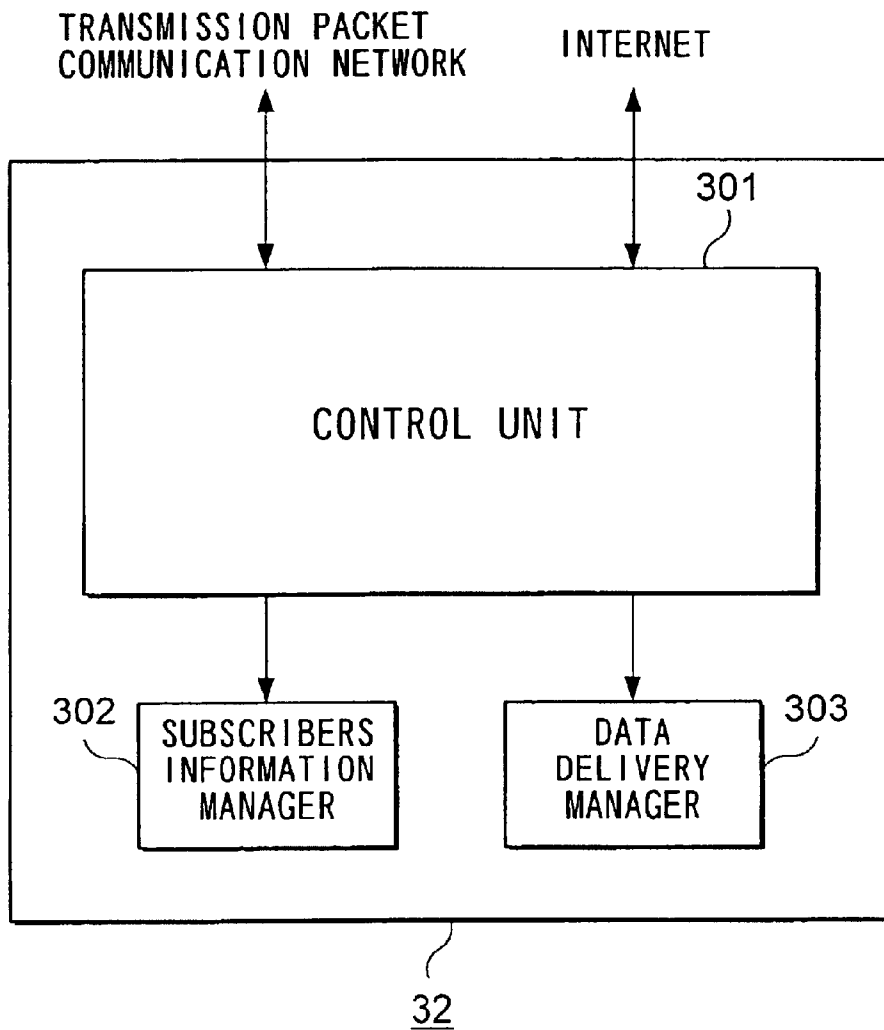 TRANSMISSION PACKET
COMMUNICATION NETWORK
INTERNET
301
CONTROL UNIT
302
SUBSCRIBERS
INFORMATION
MANAGER
DATA
DELIVERY
MANAGER
303
32